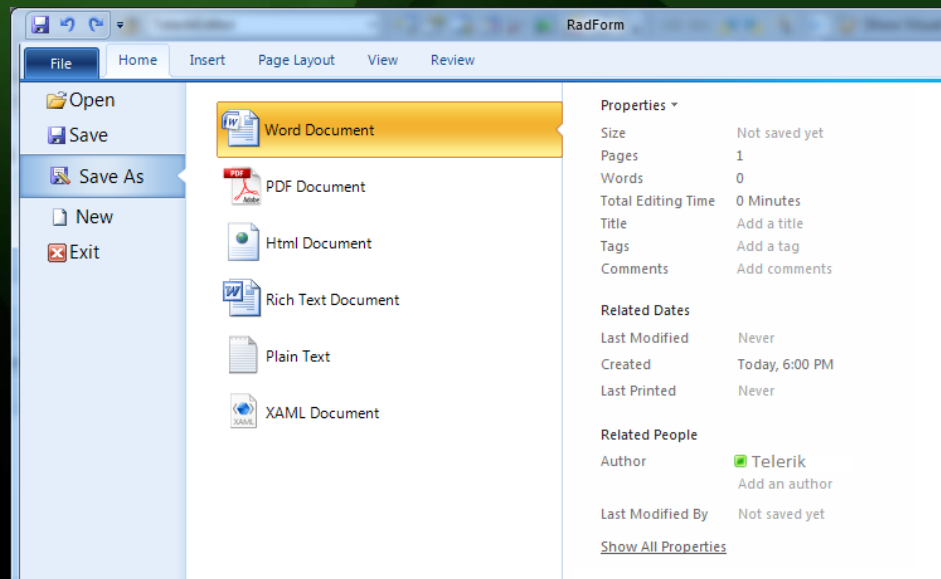 RadForm
File Home Insert Page Layout View Review
Open
Save
Save As
New
Exit
Word Document
PDF Document
Html Document
Rich Text Document
Plain Text
XAML Document
Properties
Size Not saved yet
Pages 1
Words 0
Total Editing Time 0 Minutes
Title Add a title
Tags Add a tag
Comments Add comments
Related Dates
Last Modified Never
Created Today, 6:00 PM
Last Printed Never
Related People
Author Telerik
Add an author
Last Modified By Not saved yet
Show All Properties